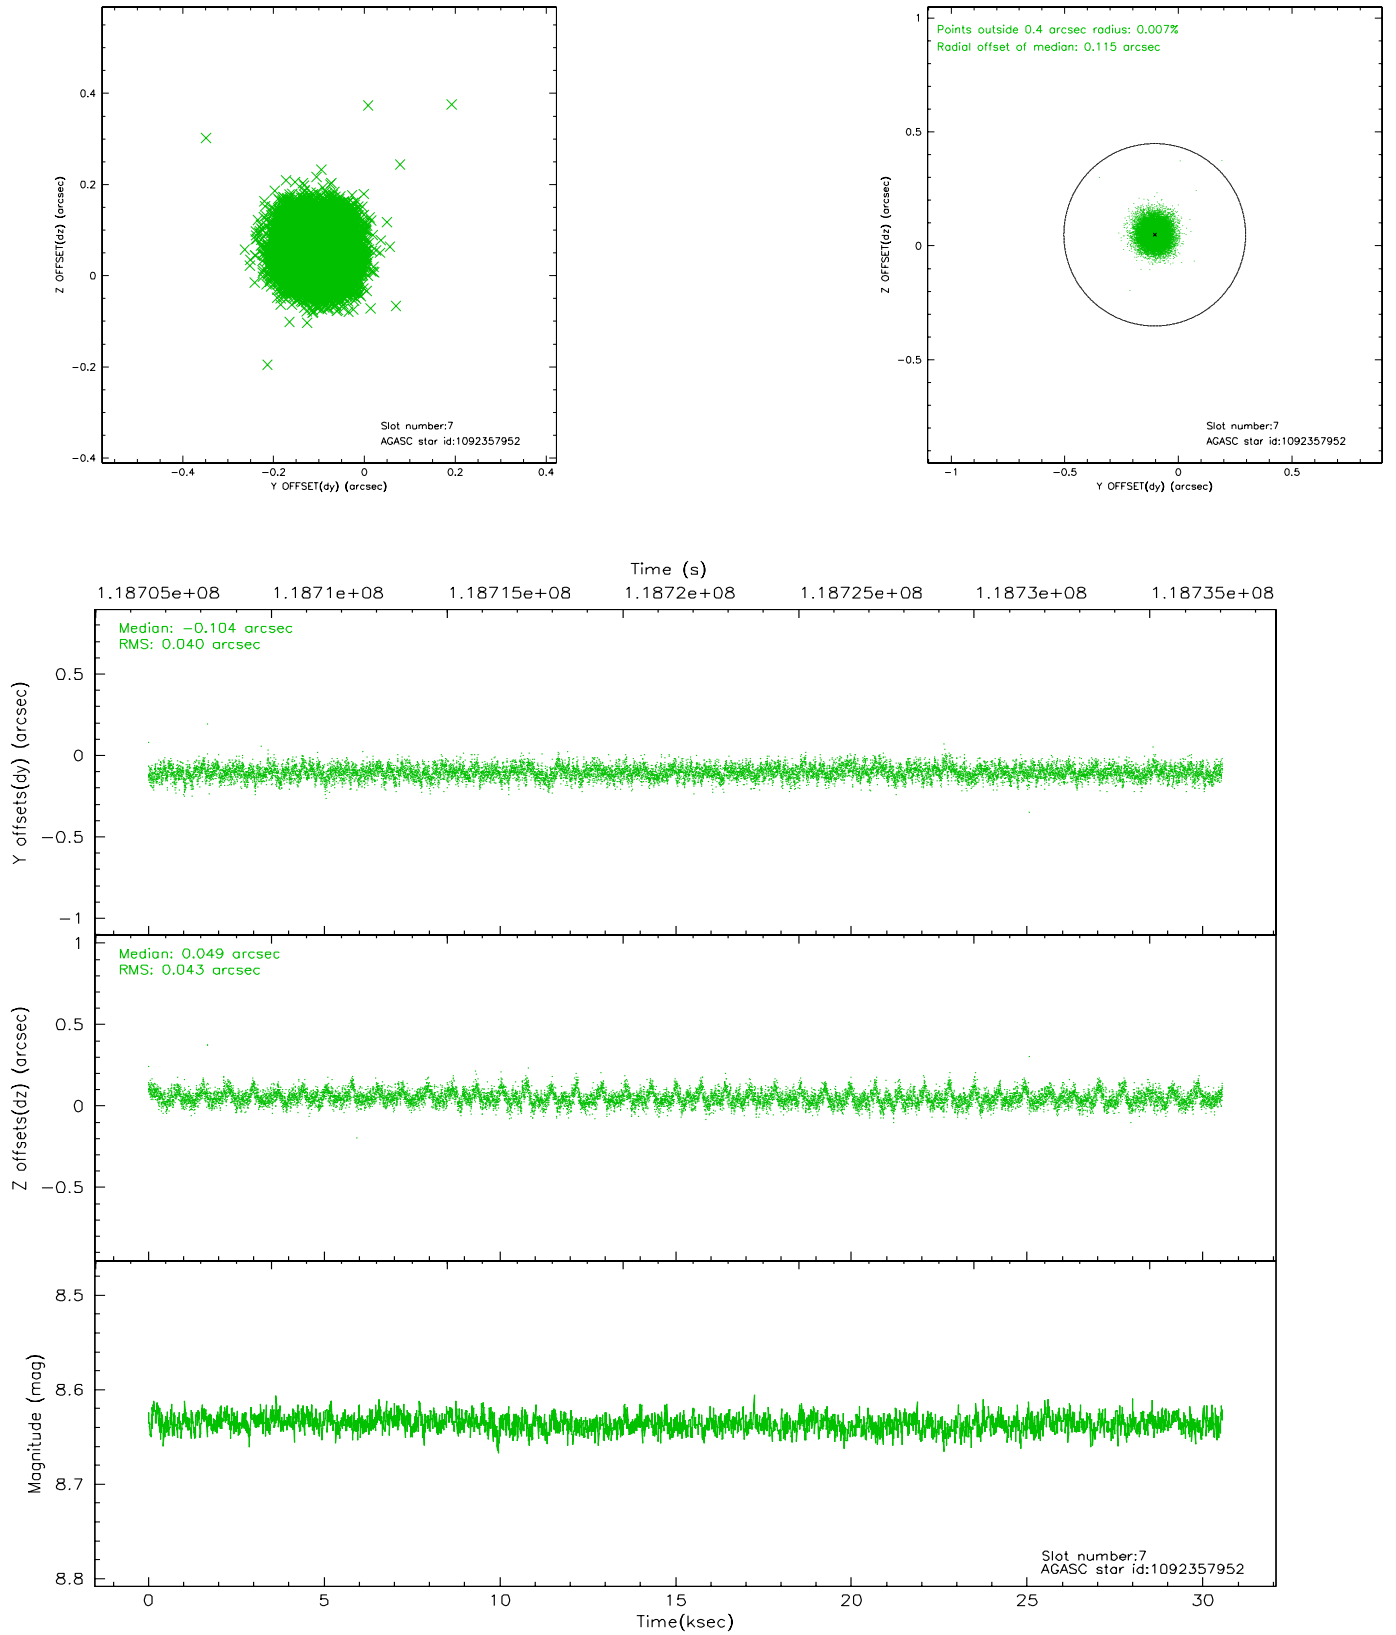 0.4
0.2
0
−0.2
−0.4
Z OFFSET(dz) (arcsec)
Slot number:7
AGASC star id:1092357952
−0.4
−0.2
0
0.2
0.4
Y OFFSET(dy) (arcsec)
Points outside 0.4 arcsec radius: 0.007%
Radial offset of median: 0.115 arcsec
1
0.5
0
−0.5
Z OFFSET(dz) (arcsec)
Slot number:7
AGASC star id:1092357952
−1
−0.5
0
0.5
Y OFFSET(dy) (arcsec)
Time (s)
1.18705e+08
1.1871e+08
1.18715e+08
1.1872e+08
1.18725e+08
1.1873e+08
1.18735e+08
Median: −0.104 arcsec
RMS: 0.040 arcsec
0.5
0
−0.5
−1
Y offsets(dy) (arcsec)
Median: 0.049 arcsec
RMS: 0.043 arcsec
1
0.5
0
−0.5
Z offsets(dz) (arcsec)
8.5
8.6
8.7
8.8
Magnitude (mag)
Slot number:7
AGASC star id:1092357952
0
5
10
15
20
25
30
Time(ksec)